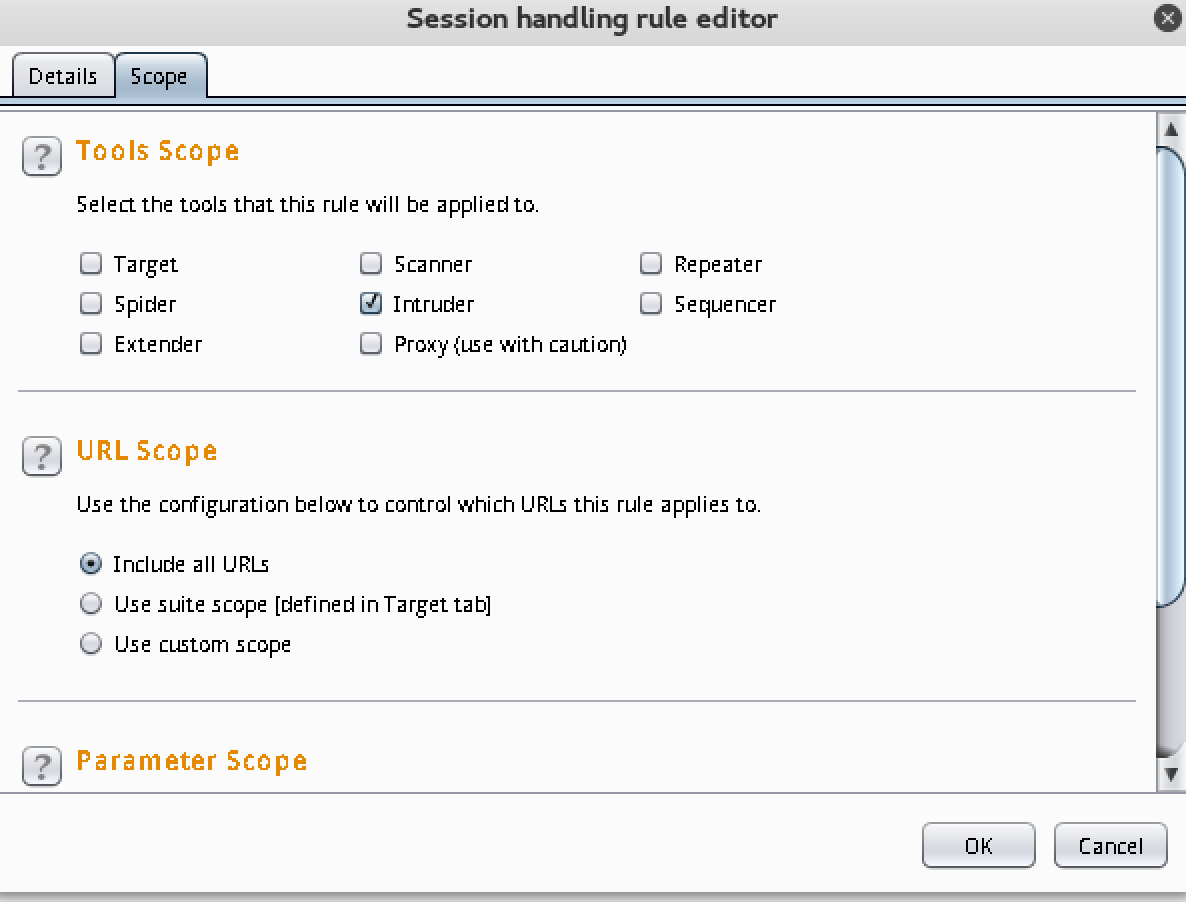 Session handling rule editor
Details Scope
? Tools Scope
Select the tools that this rule will be applied to.
Target Scanner Repeater
Spider Intruder Sequencer
Extender Proxy (use with caution)
? URL Scope
Use the configuration below to control which URLs this rule applies to.
Include all URLs
Use suite scope [defined in Target tab]
Use custom scope
? Parameter Scope
OK Cancel